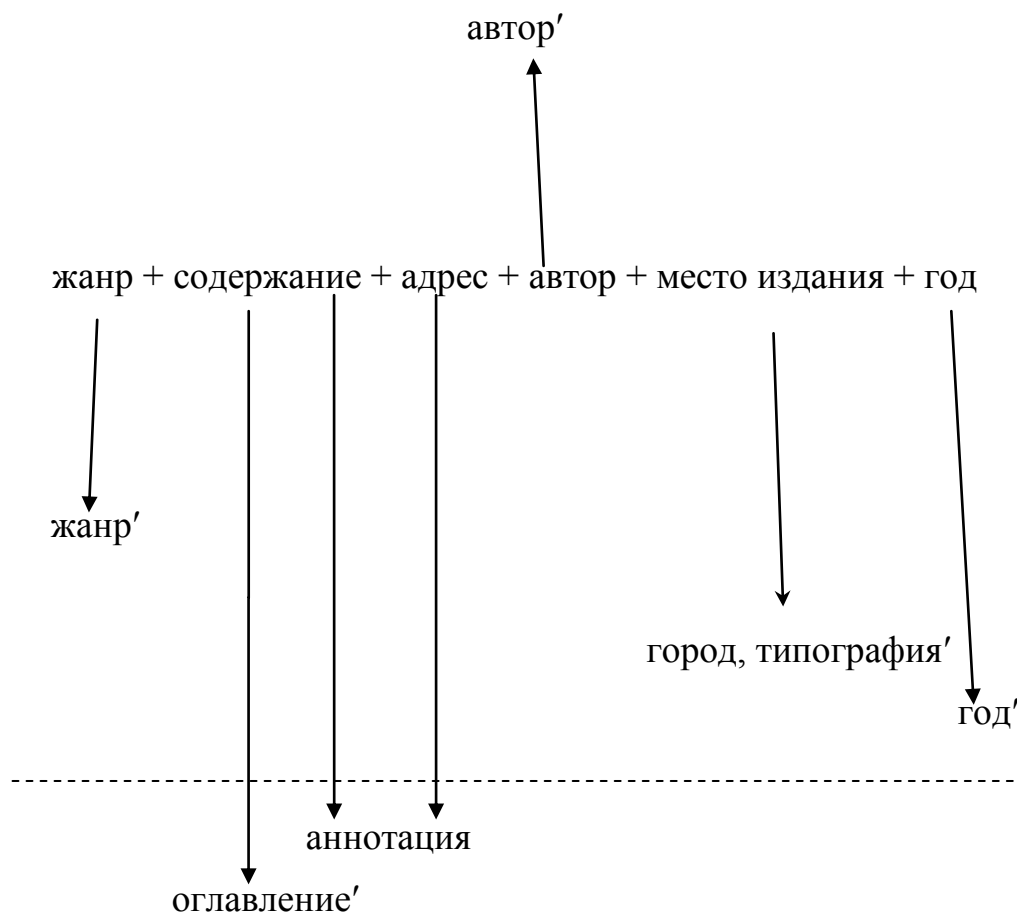 автор′
жанр + содержание + адрес + автор + место издания + год
жанр′
город, типография′
год′
аннотация
оглавление′